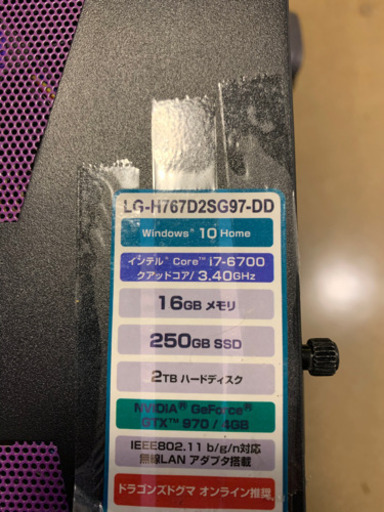 LG-H767D2SG97-DD
Windows® 10 Home
インテル® Core™ i7-6700
クアッドコア/ 3.40GHz
16GB メモリ
250GB SSD
2TB ハードディスク
NVIDIA® GeForce®
GTX™ 970 / 4GB
IEEE802.11 b/g/n対応
無線LAN アダプタ搭載
ドラゴンズドグマ オンライン推奨